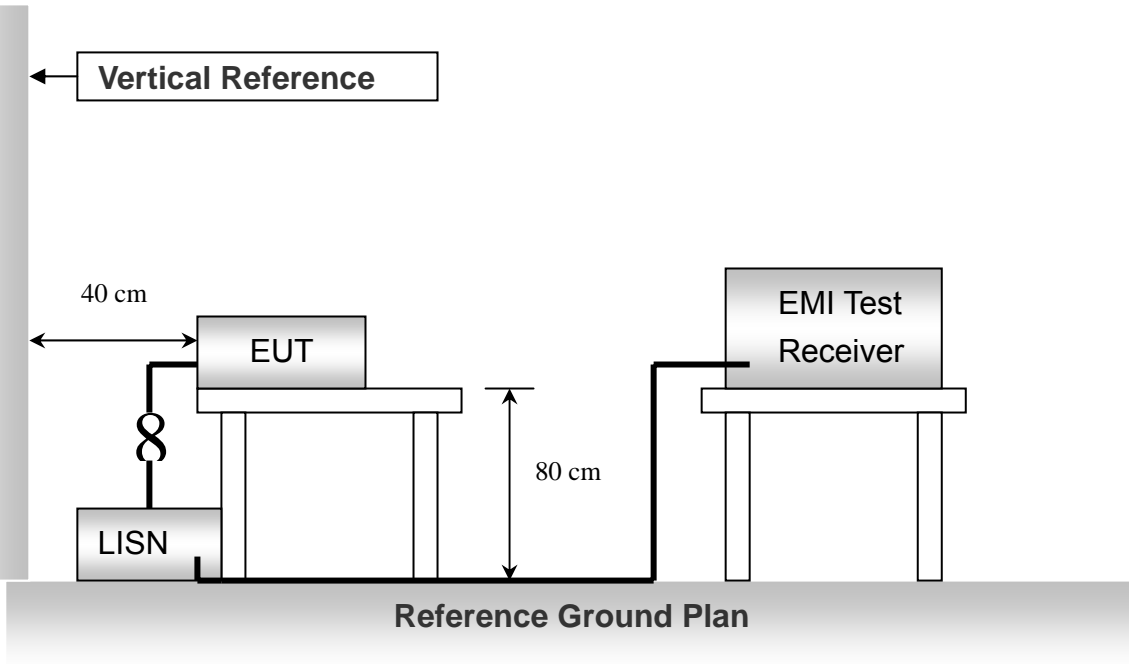 Vertical Reference
40 cm
EUT
EMI Test
Receiver
80 cm
LISN
Reference Ground Plan